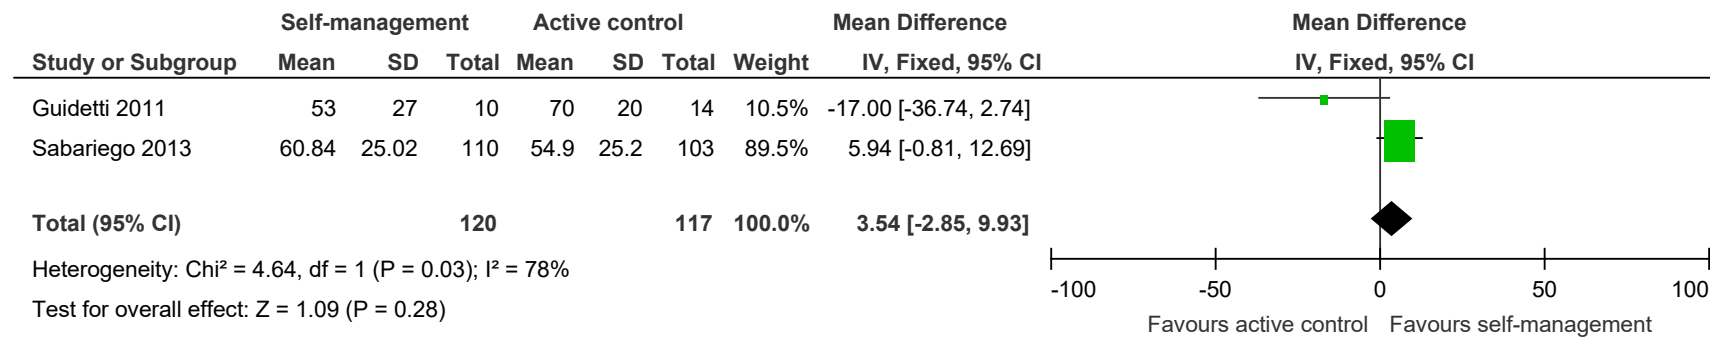 Self-management Active control Mean Difference Mean Difference
Study or Subgroup Mean SD Total Mean SD Total Weight IV, Fixed, 95% CI IV, Fixed, 95% CI
Guidetti 2011 53 27 10 70 20 14 10.5% -17.00 [-36.74, 2.74]
Sabariego 2013 60.84 25.02 110 54.9 25.2 103 89.5% 5.94 [-0.81, 12.69]
Total (95% CI) 120 117 100.0% 3.54 [-2.85, 9.93]
Heterogeneity: Chi² = 4.64, df = 1 (P = 0.03); I² = 78%
Test for overall effect: Z = 1.09 (P = 0.28)
-100 -50 0 50 100
Favours active control Favours self-management